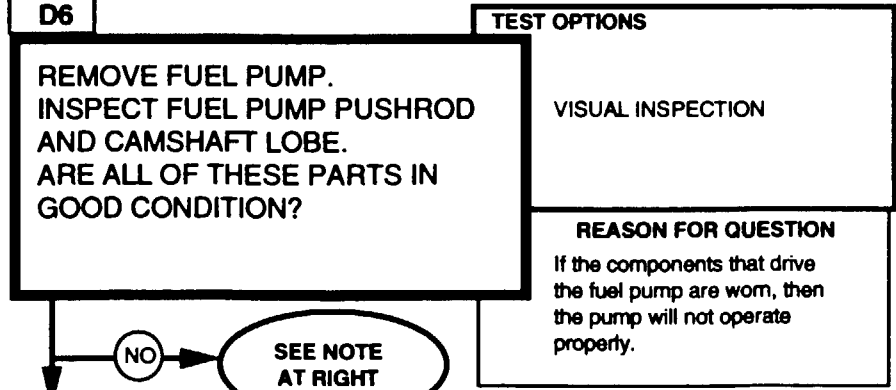 D6
REMOVE FUEL PUMP.
INSPECT FUEL PUMP PUSHROD
AND CAMSHAFT LOBE.
ARE ALL OF THESE PARTS IN
GOOD CONDITION?
TEST OPTIONS
VISUAL INSPECTION
REASON FOR QUESTION
If the components that drive
the fuel pump are worn, then
the pump will not operate
properly.
NO
SEE NOTE
AT RIGHT